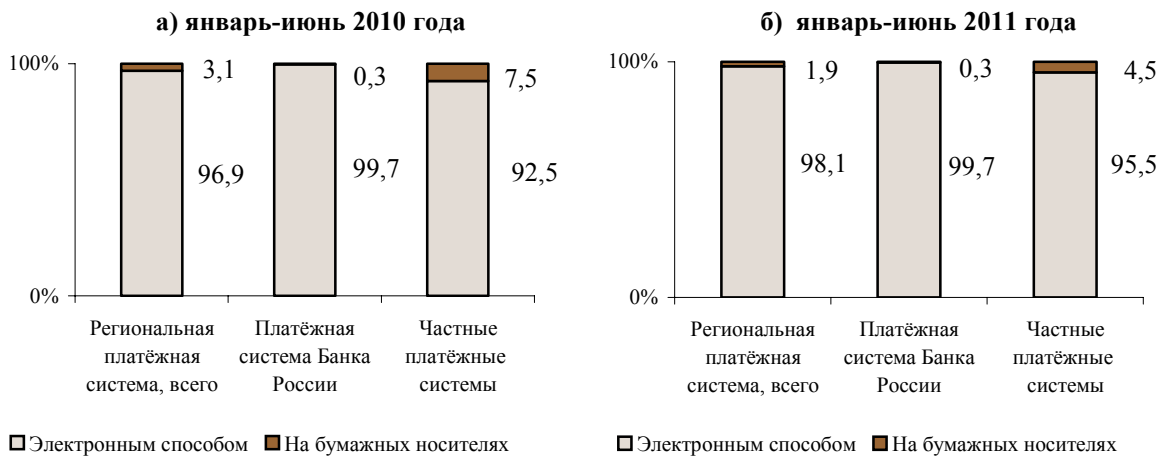 а) январь-июнь 2010 года
100%
3,1
0,3
7,5
96,9
99,7
92,5
0%
Региональная
платёжная
система, всего
Платёжная
система Банка
России
Частные
платёжные
системы
Электронным способом
На бумажных носителях
б) январь-июнь 2011 года
100%
1,9
0,3
4,5
98,1
99,7
95,5
0%
Региональная
платёжная
система, всего
Платёжная
система Банка
России
Частные
платёжные
системы
Электронным способом
На бумажных носителях